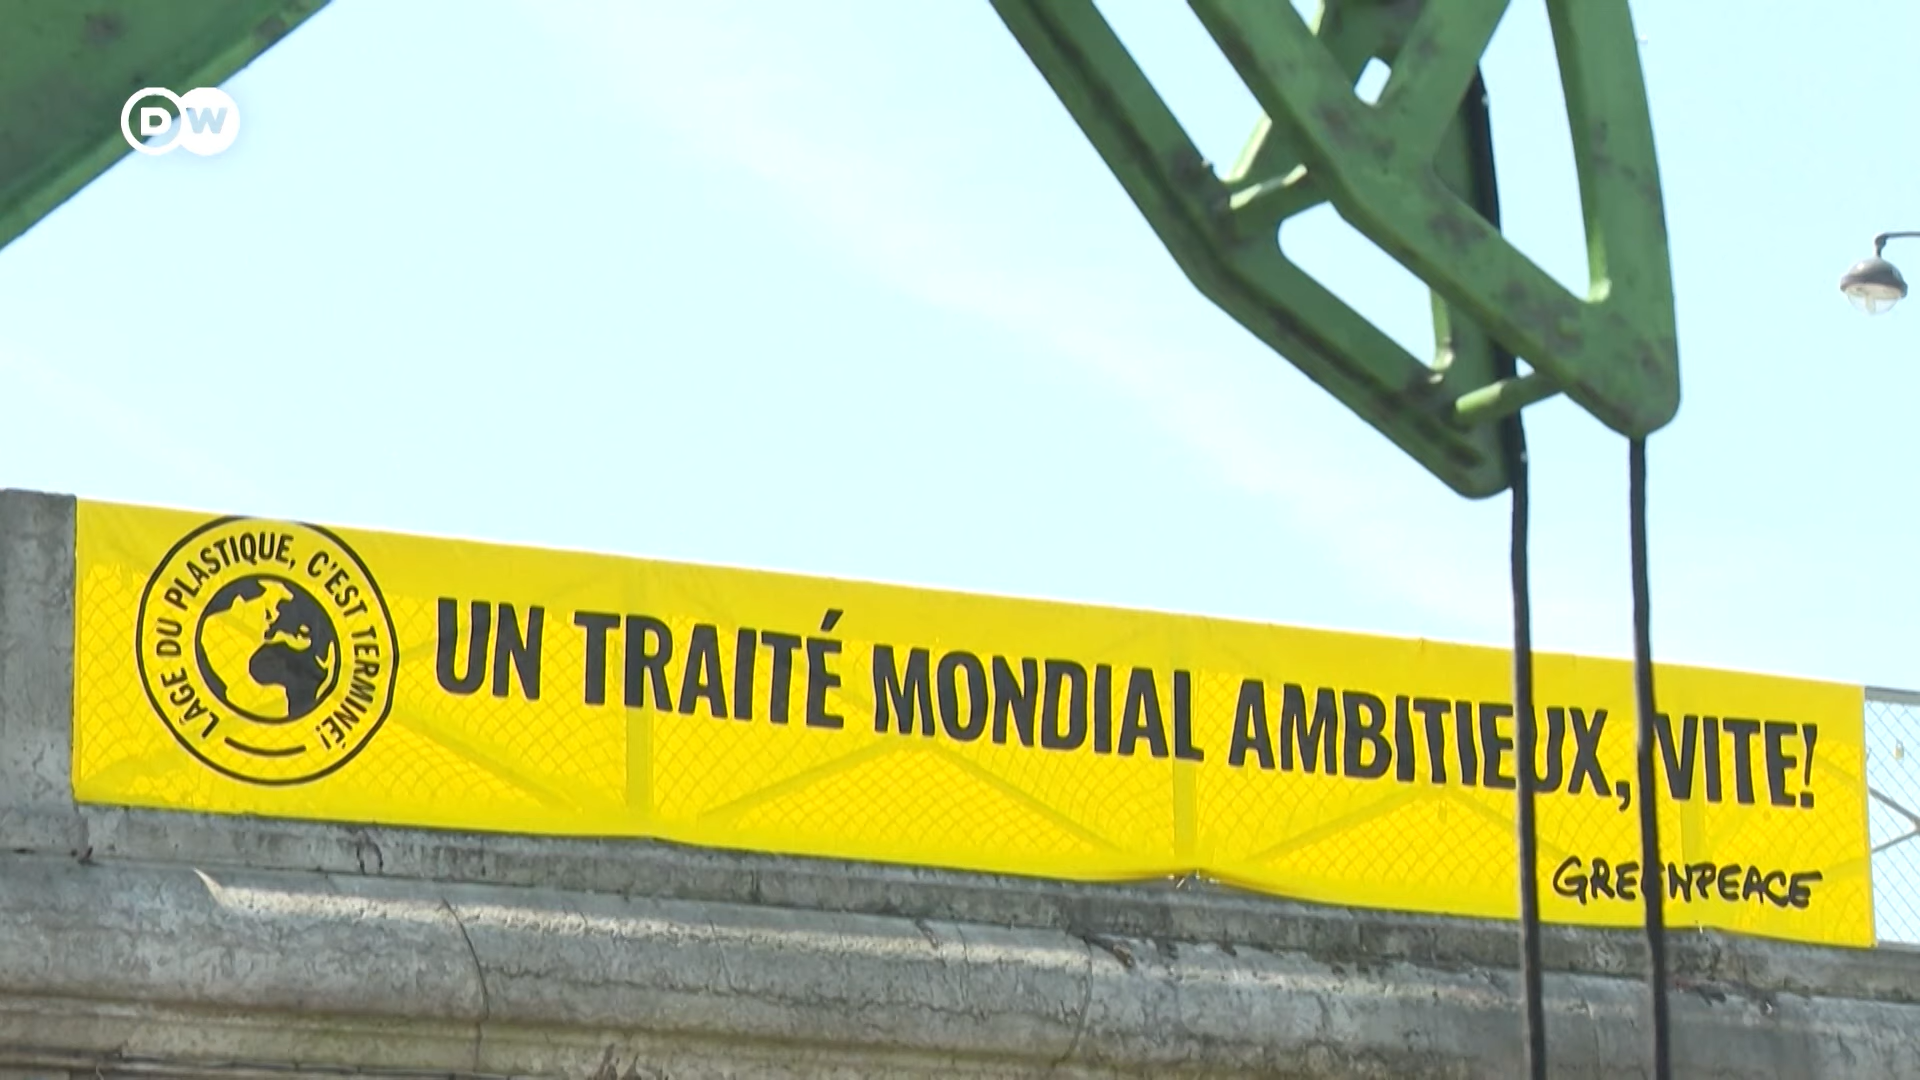 DW
L'ÂGE DU PLASTIQUE, C'EST TERMINÉ!
UN TRAITÉ MONDIAL AMBITIEUX, VITE!
GREENPEACE